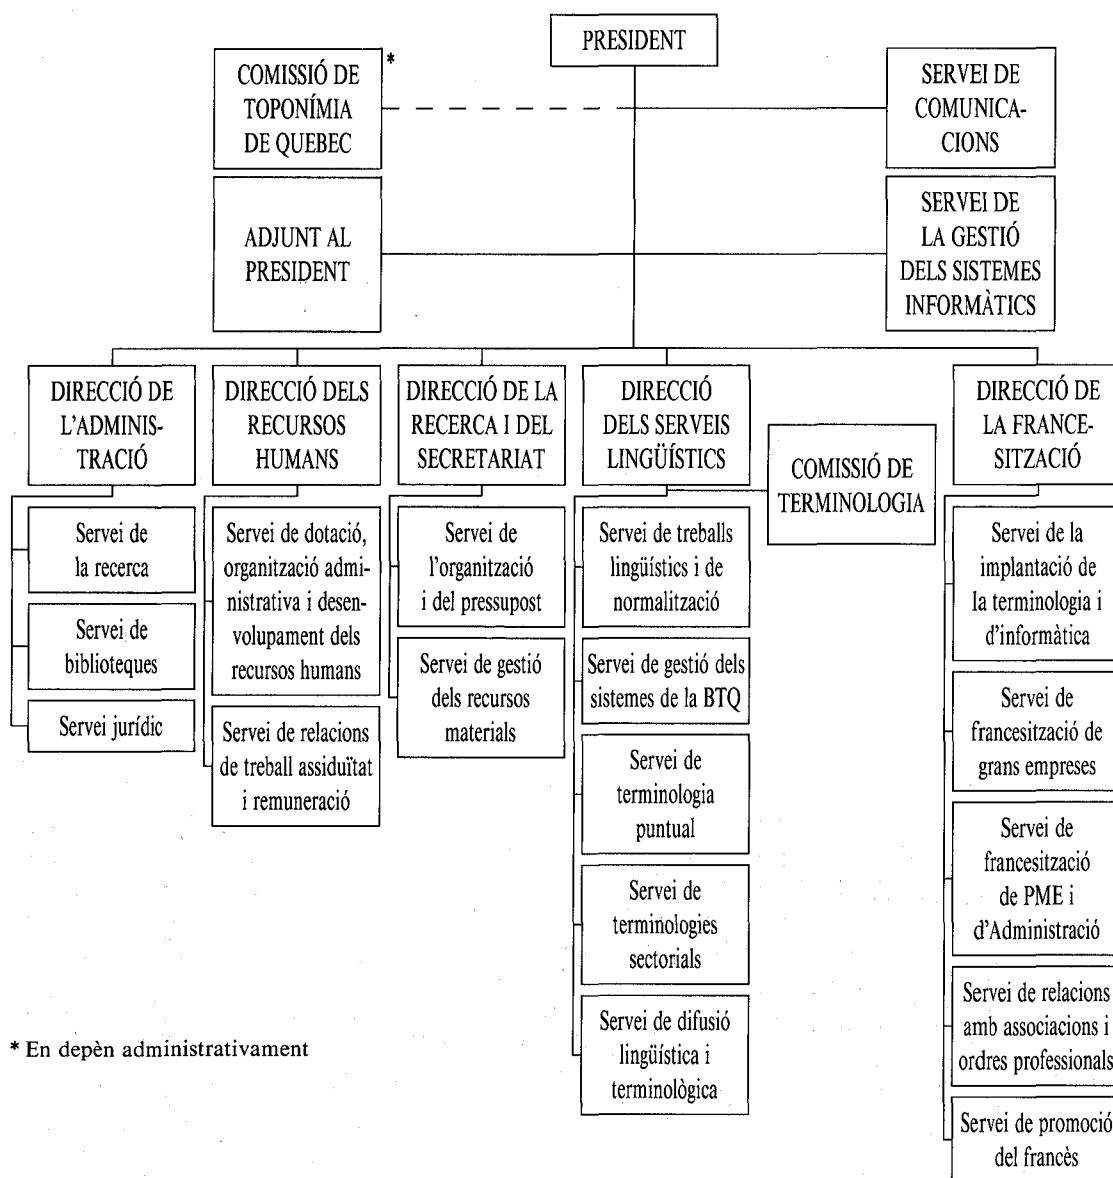 PRESIDENT
COMISSIÓ DE
TOPONÍMIA
DE QUEBEC
*
SERVEI DE
COMUNICA-
CIONS
ADJUNT AL
PRESIDENT
SERVEI DE
LA GESTIÓ
DELS SISTEMES
INFORMÀTICS
DIRECCIÓ DE
L'ADMINIS-
TRACIÓ
Servei de
la recerca
Servei de
biblioteques
Servei jurídic
DIRECCIÓ DELS
RECURSOS
HUMANS
Servei de dotació,
organització admi-
nistrativa i desen-
volupament dels
recursos humans
Servei de relacions
de treball assiduïtat
i remuneració
DIRECCIÓ DE LA
RECERCA I DEL
SECRETARIAT
Servei de
l'organització
i del pressupost
Servei de gestió
dels recursos
materials
DIRECCIÓ
DELS SERVEIS
LINGÜÍSTICS
COMISSIÓ DE
TERMINOLOGIA
Servei de treballs
lingüístics i de
normalització
Servei de gestió dels
sistemes de la BTQ
Servei de
terminologia
puntual
Servei de
terminologies
sectorials
Servei de difusió
lingüística i
terminològica
DIRECCIÓ DE
LA FRANCE-
SITZACIÓ
Servei de la
implantació de
la terminologia i
d'informàtica
Servei de
francesització de
grans empreses
Servei de
francesització
de PME i
d'Administració
Servei de relacions
amb associacions i
ordres professionals
Servei de promoció
del francès
* En depèn administrativament